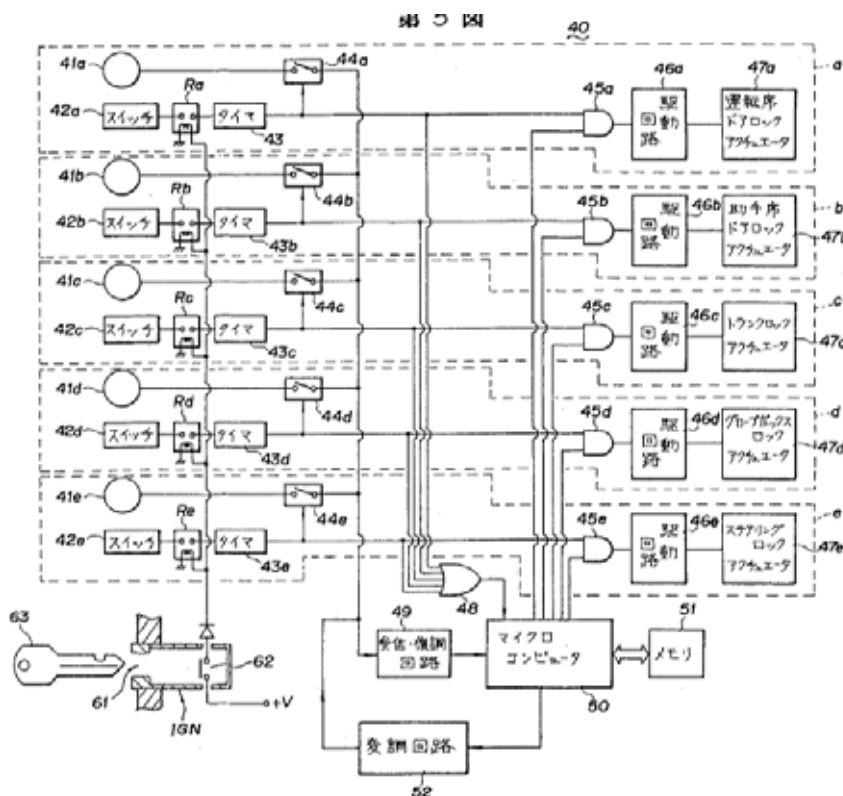 第5図
40
41a
44a
Ra
42a
スイッチ
タイマ
43
45a
46a
駆動回路
47a
運転席
ドアロック
アクチュエータ
a
41b
44b
Rb
42b
スイッチ
タイマ
43b
45b
46b
駆動回路
助手席
ドアロック
アクチュエータ
b
41c
44c
Rc
42c
スイッチ
タイマ
43c
45c
46c
駆動回路
トランクロック
アクチュエータ
47c
c
41d
44d
Rd
42d
スイッチ
タイマ
43d
45d
46d
駆動回路
グローブボックス
ロック
アクチュエータ
47d
d
41e
44e
Re
42e
スイッチ
タイマ
43e
45e
46e
駆動回路
ステアリング
ロック
アクチュエータ
47e
e
48
63
61
62
IGN
+V
49
受信・復調
回路
マイクロ
コンピュータ
50
51
メモリ
変調回路
52